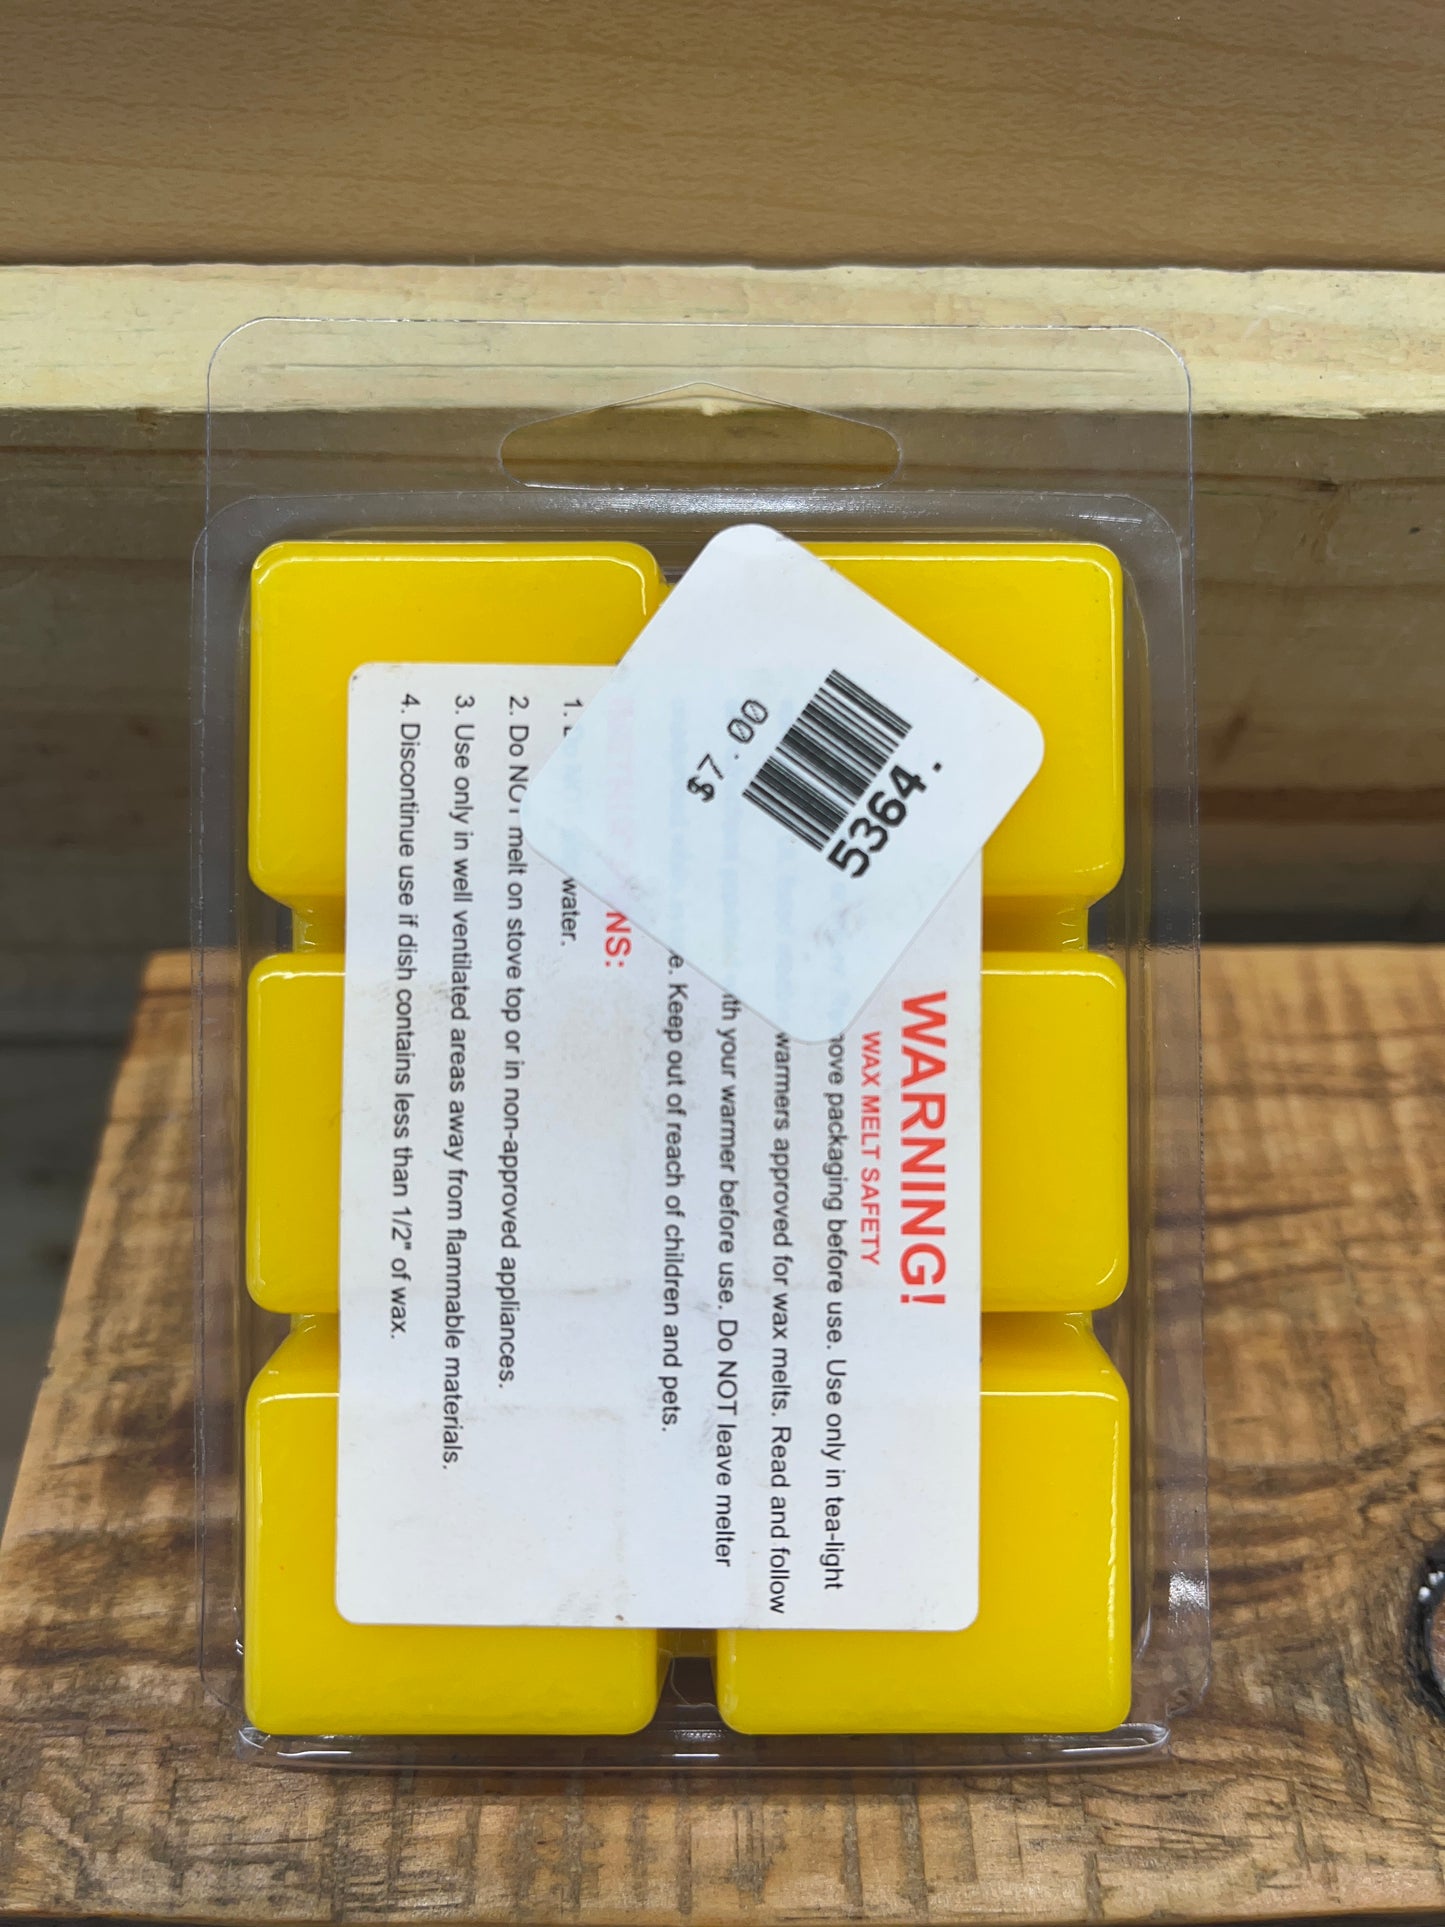 WARNING!
WAX MELT SAFETY
packaging before use. Use only in tea-light
warmers approved for wax melts. Read and follow
your warmer before use. Do NOT leave melter
Keep out of reach of children and pets.
NS:
1. water.
2. Do NOT melt on stove top or in non-approved appliances.
3. Use only in well ventilated areas away from flammable materials.
4. Discontinue use if dish contains less than 1/2" of wax.
$7.00
5364.